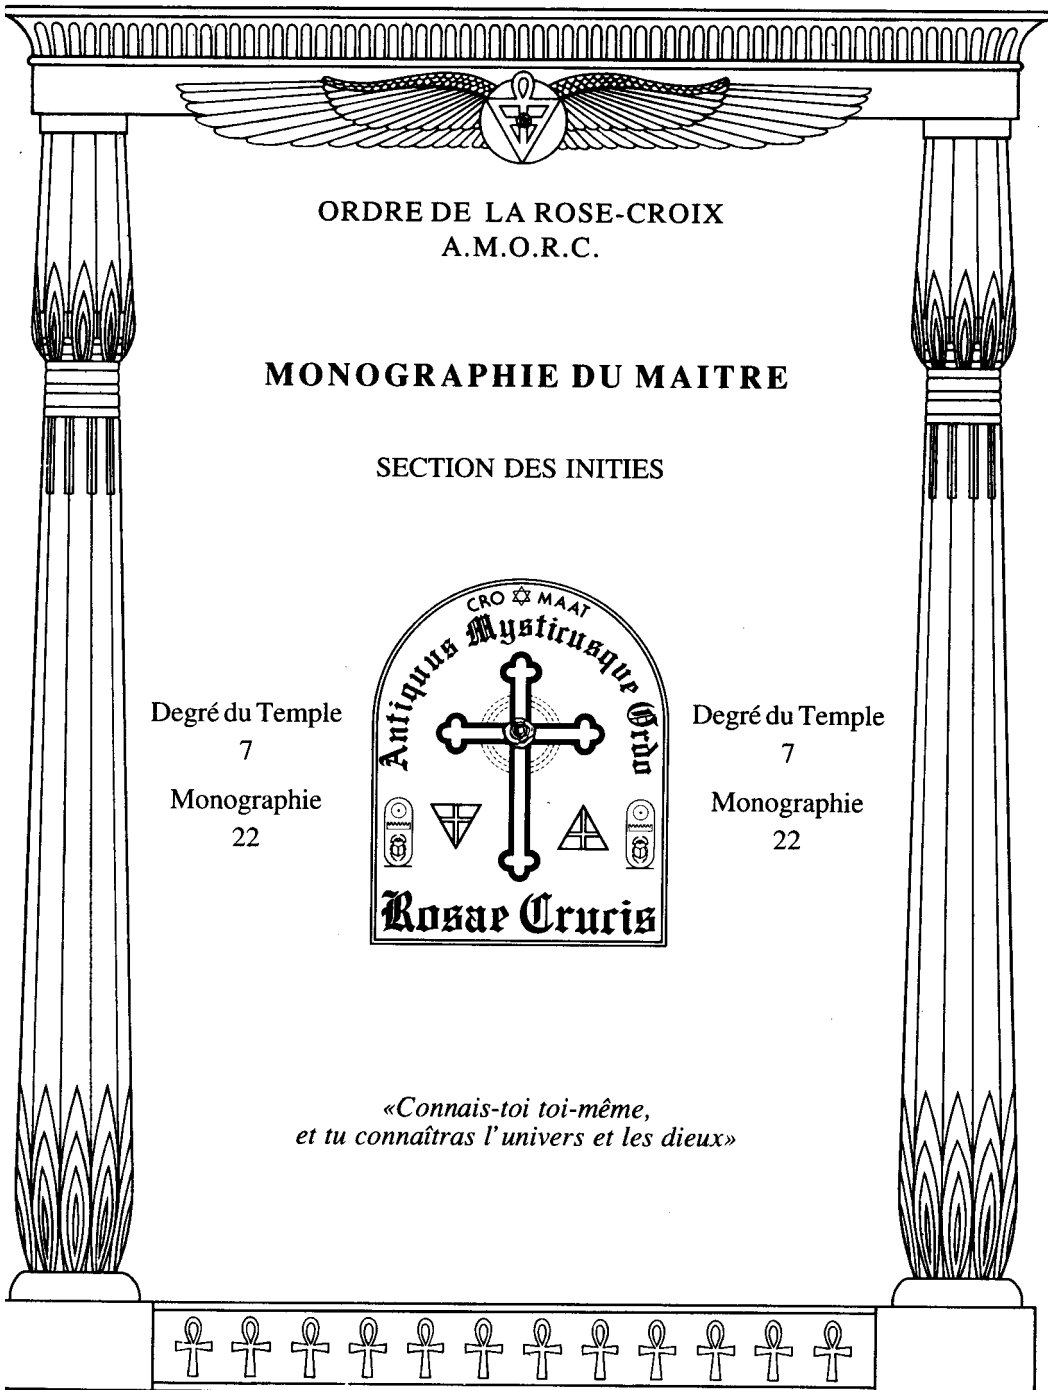 ORDRE DE LA ROSE-CROIX
A.M.O.R.C.
MONOGRAPHIE DU MAITRE
SECTION DES INITIES
CRO MAAT
Antiquus Mysticusque Ordo
Rosae Crucis
Degré du Temple
7
Monographie
22
Degré du Temple
7
Monographie
22
«Connais-toi toi-même,
et tu connaîtras l'univers et les dieux»